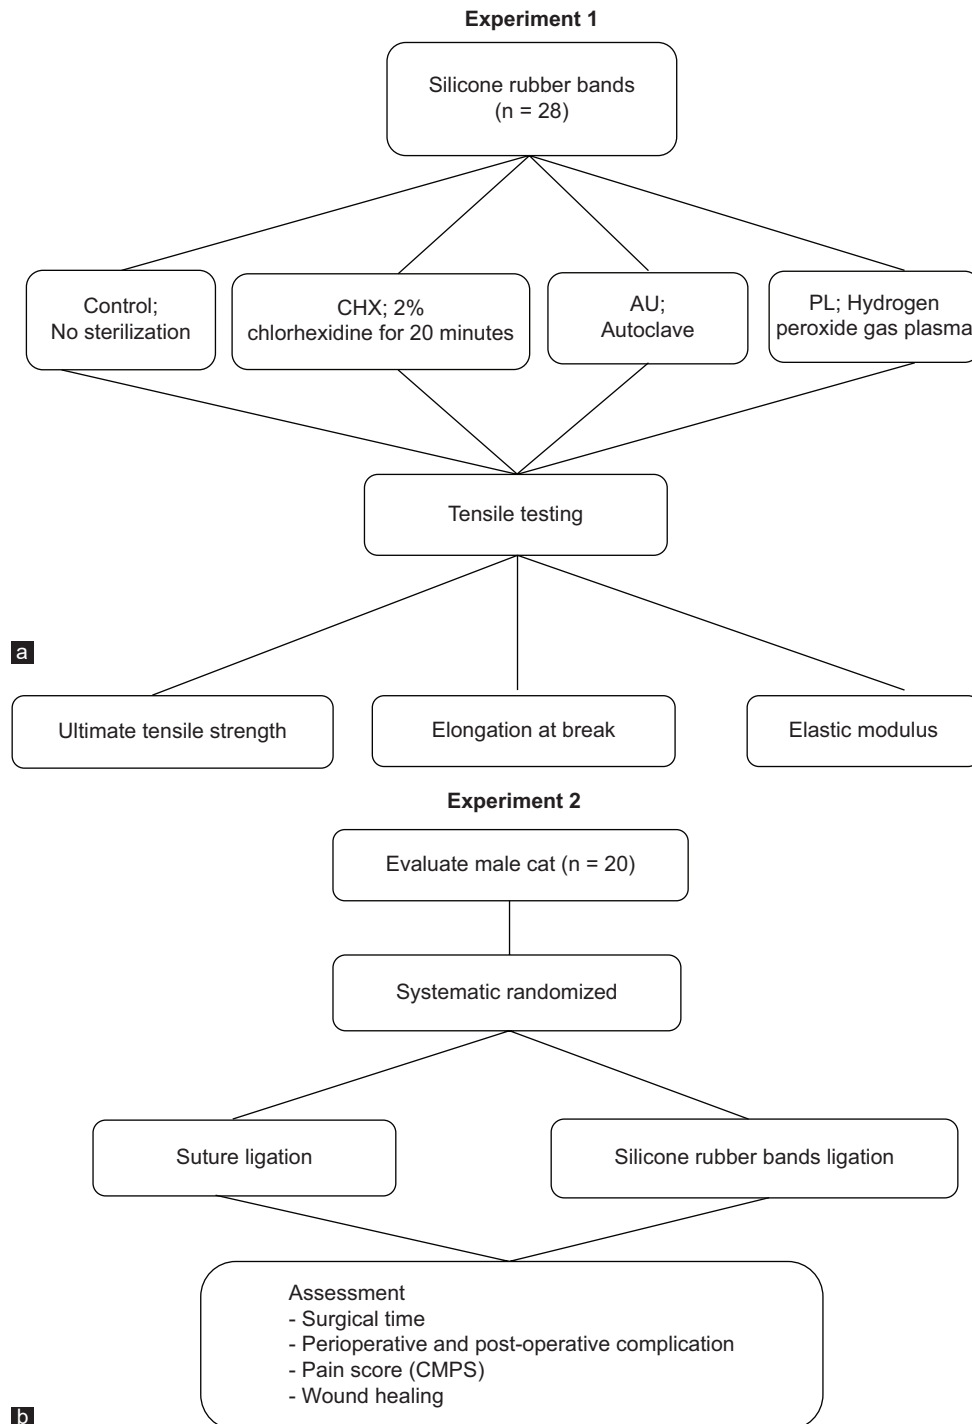 Experiment 1
Silicone rubber bands
(n = 28)
Control;
No sterilization
CHX; 2%
chlorhexidine for 20 minutes
AU;
Autoclave
PL; Hydrogen
peroxide gas plasma
Tensile testing
a
Ultimate tensile strength
Elongation at break
Elastic modulus
Experiment 2
Evaluate male cat (n = 20)
Systematic randomized
Suture ligation
Silicone rubber bands ligation
Assessment
- Surgical time
- Perioperative and post-operative complication
- Pain score (CMPS)
- Wound healing
b